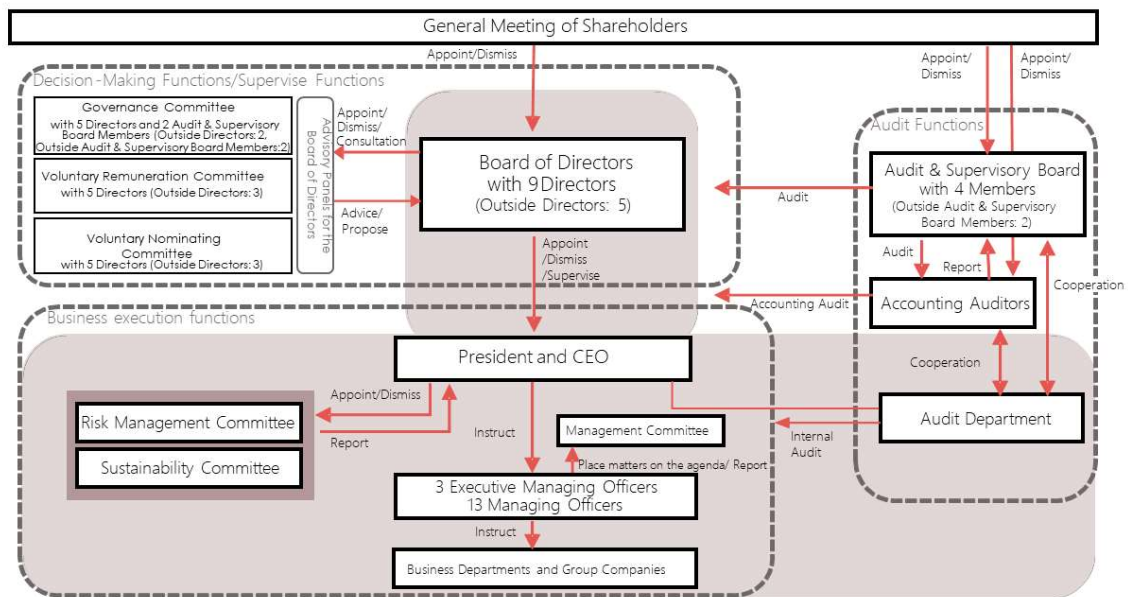 General Meeting of Shareholders
Appoint/Dismiss
Appoint/
Dismiss
Appoint/
Dismiss
Decision-Making Functions/Supervise Functions
Governance Committee
with 5 Directors and 2 Audit & Supervisory
Board Members (Outside Directors: 2,
Outside Audit & Supervisory Board Members:2)
Voluntary Remuneration Committee
with 5 Directors (Outside Directors: 3)
Voluntary Nominating
Committee
with 5 Directors (Outside Directors: 3)
Advisory Panels for the
Board of Directors
Appoint/
Dismiss/
Consultation
Advice/
Propose
Board of Directors
with 9Directors
(Outside Directors: 5)
Audit
Audit Functions
Audit & Supervisory Board
with 4 Members
(Outside Audit & Supervisory
Board Members: 2)
Appoint
/Dismiss
/Supervise
Audit
Report
Cooperation
Accounting Audit
Accounting Auditors
Business execution functions
President and CEO
Cooperation
Appoint/Dismiss
Risk Management Committee
Report
Sustainability Committee
Instruct
Management Committee
Internal
Audit
Audit Department
Place matters on the agenda/ Report
3 Executive Managing Officers
13 Managing Officers
Instruct
Business Departments and Group Companies